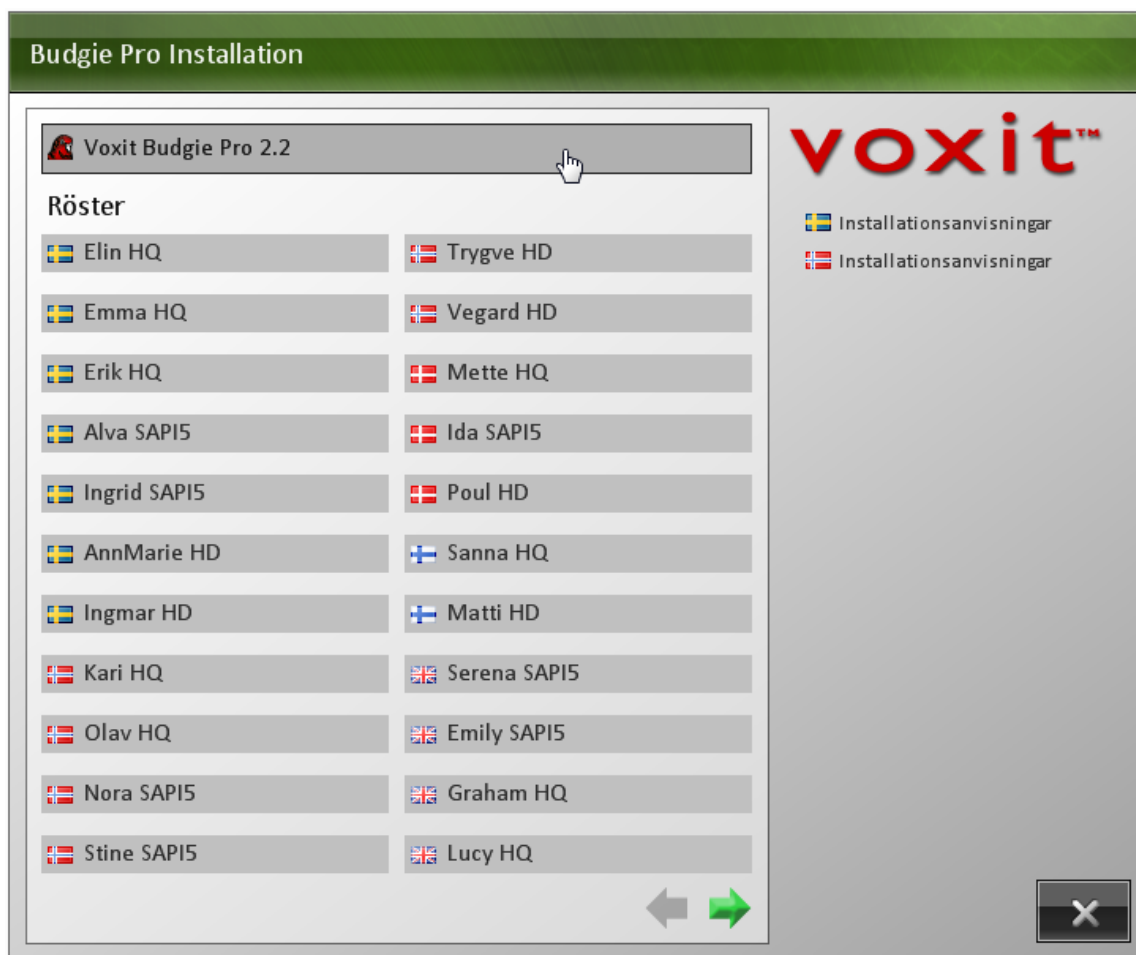 Budgie Pro Installation
Voxit Budgie Pro 2.2
Röster
Elin HQ
Emma HQ
Erik HQ
Alva SAPI5
Ingrid SAPI5
AnnMarie HD
Ingmar HD
Kari HQ
Olav HQ
Nora SAPI5
Stine SAPI5
Trygve HD
Vegard HD
Mette HQ
Ida SAPI5
Poul HD
Sanna HQ
Matti HD
Serena SAPI5
Emily SAPI5
Graham HQ
Lucy HQ
voxit™
Installationsanvisningar
Installationsanvisningar